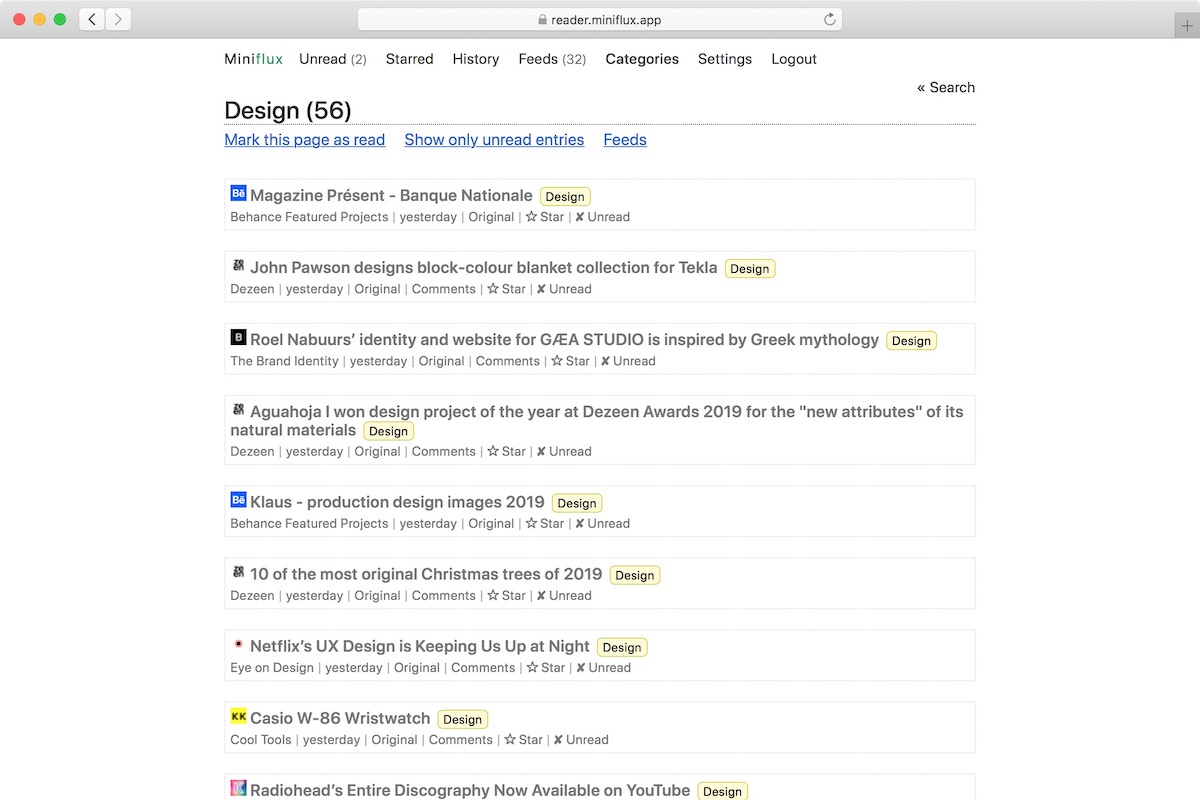 reader.miniflux.app
Miniflux Unread (2) Starred History Feeds (32) Categories Settings Logout
« Search
Design (56)
Mark this page as read Show only unread entries Feeds
Bē Magazine Présent - Banque Nationale Design
Behance Featured Projects | yesterday | Original | ☆ Star | ✘ Unread
John Pawson designs block-colour blanket collection for Tekla Design
Dezeen | yesterday | Original | Comments | ☆ Star | ✘ Unread
B Roel Nabuurs’ identity and website for GÆA STUDIO is inspired by Greek mythology Design
The Brand Identity | yesterday | Original | Comments | ☆ Star | ✘ Unread
Aguahoja I won design project of the year at Dezeen Awards 2019 for the "new attributes" of its
natural materials Design
Dezeen | yesterday | Original | Comments | ☆ Star | ✘ Unread
Bē Klaus - production design images 2019 Design
Behance Featured Projects | yesterday | Original | ☆ Star | ✘ Unread
10 of the most original Christmas trees of 2019 Design
Dezeen | yesterday | Original | Comments | ☆ Star | ✘ Unread
Netflix’s UX Design is Keeping Us Up at Night Design
Eye on Design | yesterday | Original | Comments | ☆ Star | ✘ Unread
KK Casio W-86 Wristwatch Design
Cool Tools | yesterday | Original | Comments | ☆ Star | ✘ Unread
K Radiohead’s Entire Discography Now Available on YouTube Design